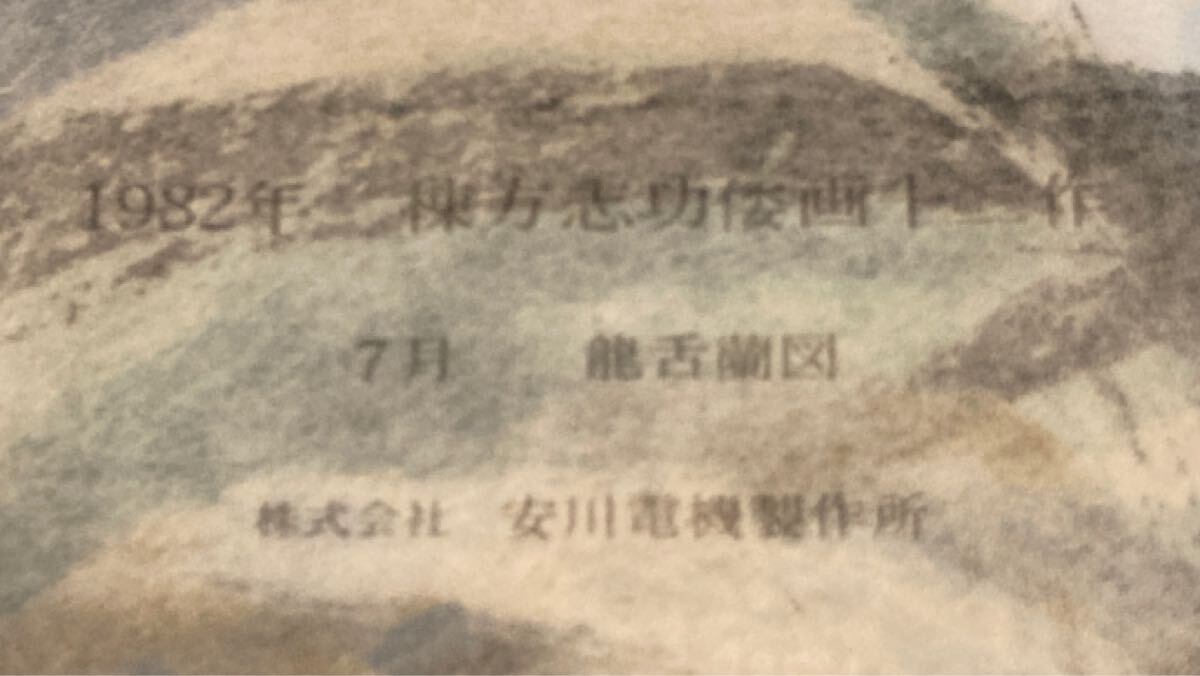 1982年 棟方志功倭画十二作
7月 龍舌蘭図
株式会社 安川電機製作所